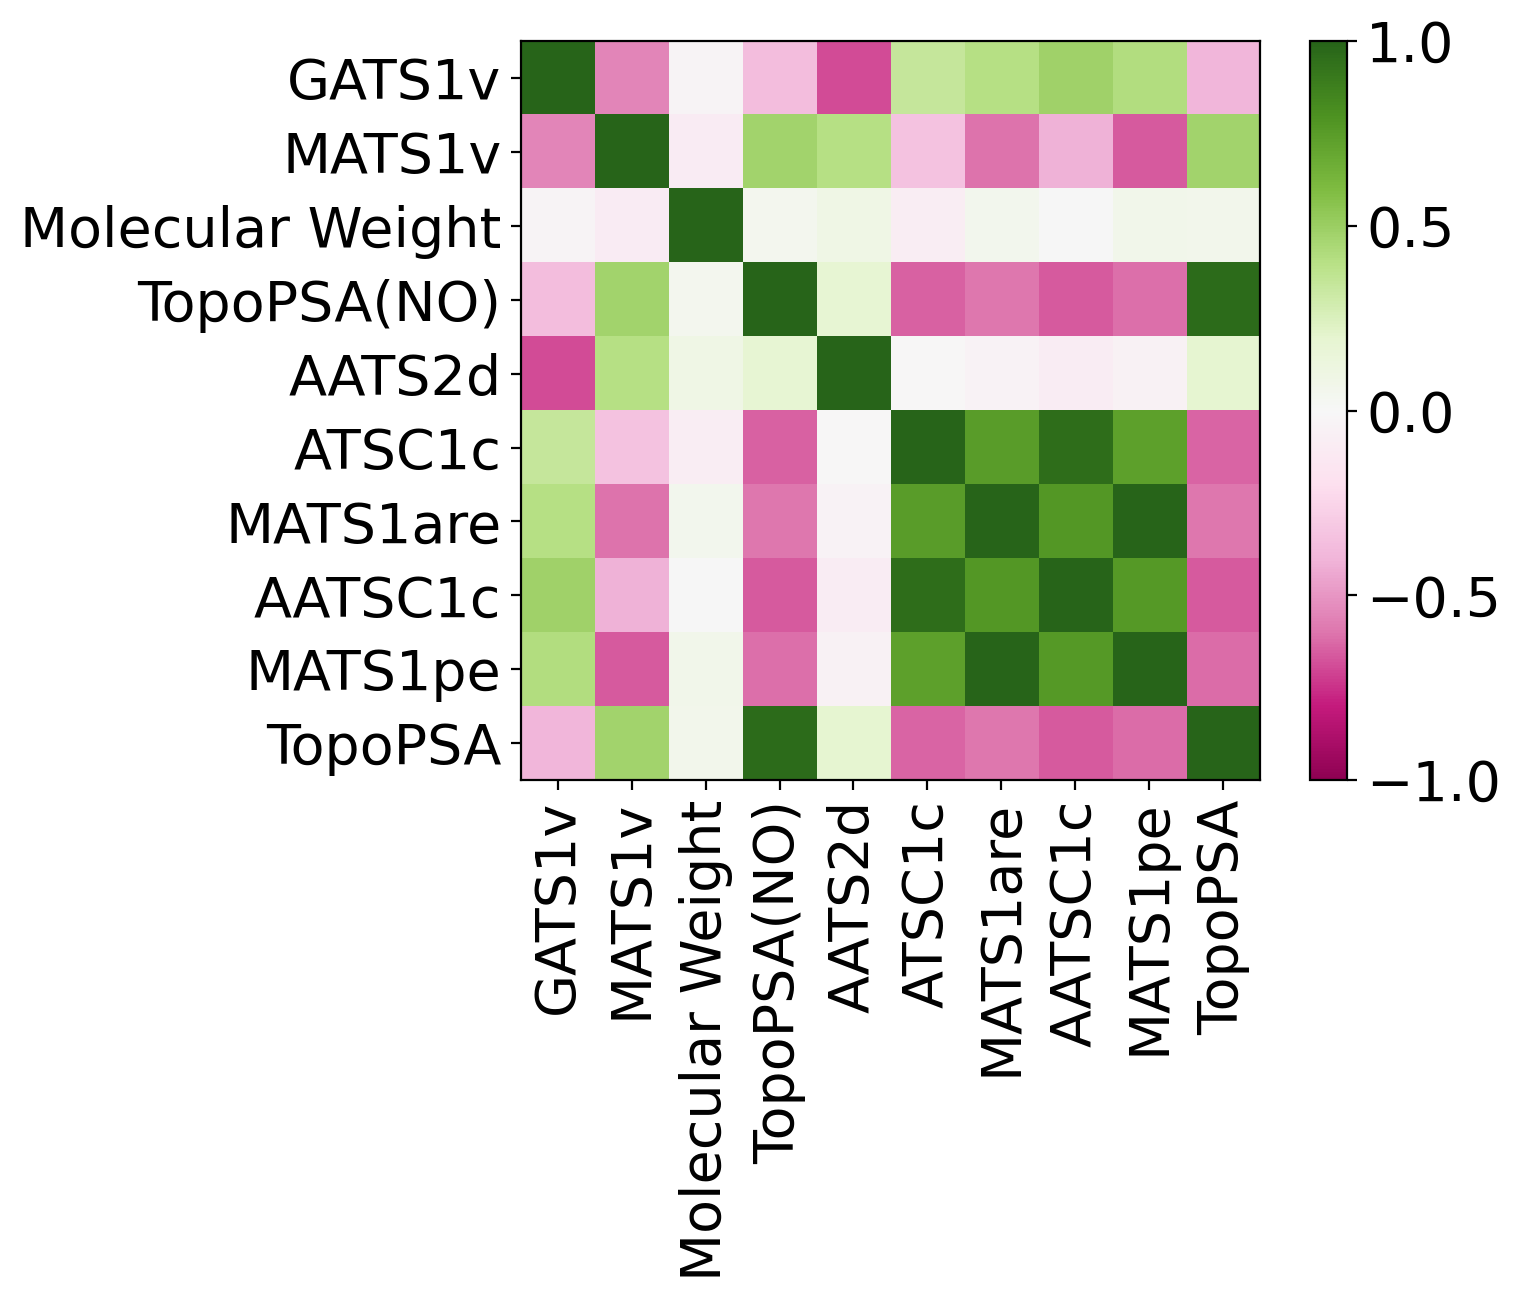 GATS1v
MATS1v
Molecular Weight
TopoPSA(NO)
AATS2d
ATSC1c
MATS1are
AATSC1c
MATS1pe
TopoPSA
GATS1v
MATS1v
Molecular Weight
TopoPSA(NO)
AATS2d
ATSC1c
MATS1are
AATSC1c
MATS1pe
TopoPSA
1.0
0.5
0.0
−0.5
−1.0